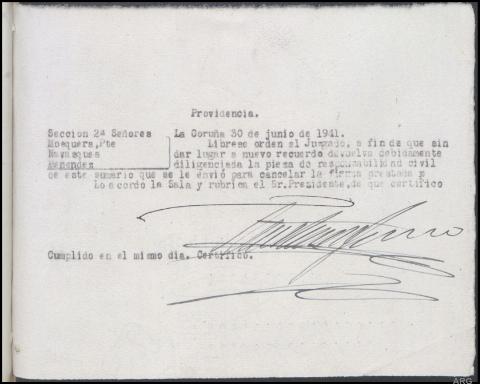 Providencia.
Seccion 2ª Señores La Coruña 30 de junio de 1941.
Mosquera, Pte Librese orden al Juzgado, a fin de que sin
dar lugar a nuevo recuerdo devuelva debidamente
Menendez diligenciada la pieza de responsabilidad civil
de este sumario que se le envió para cancelar la firma prestada
Lo acordo la Sala y rubrica el Sr. Presidente, de que certifico
Cumplido en el mismo dia. Certifico.
ARG